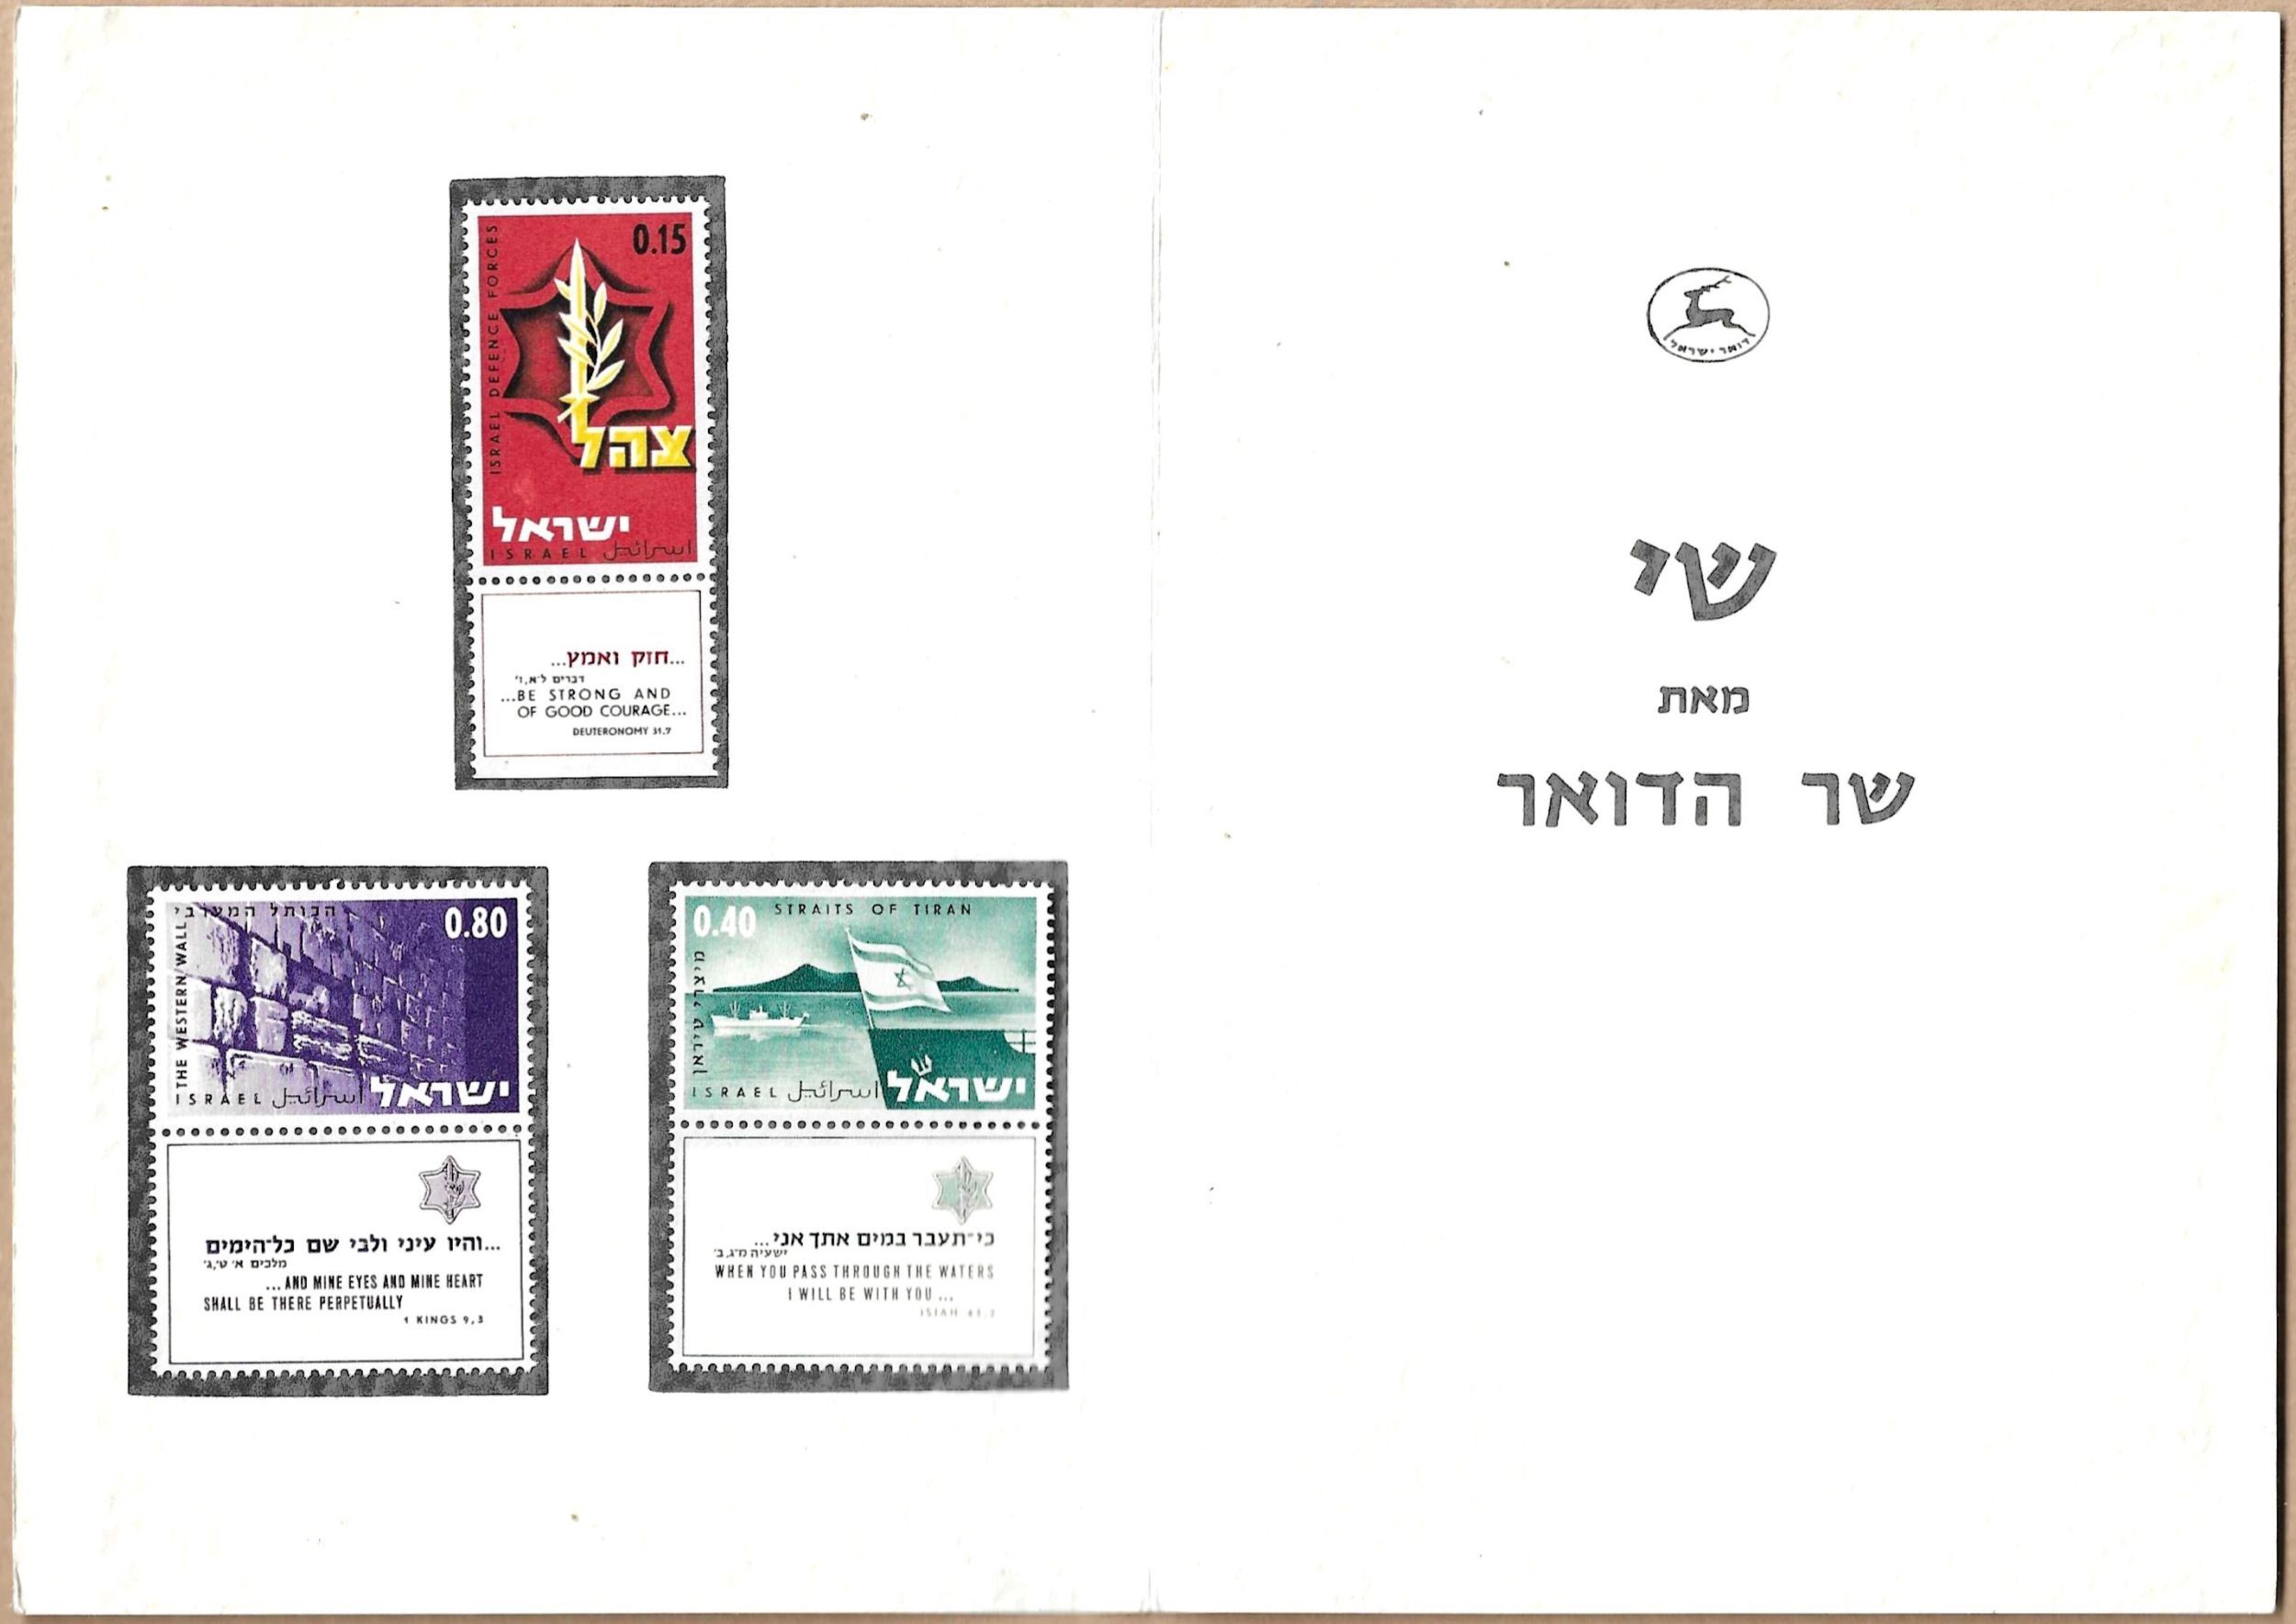 דואר ישראל
שי
מאת
שר הדואר
0.15
ISRAEL DEFENCE FORCES
צהל
ישראל
ISRAEL اسرائيل
...חזק ואמץ...
דברים ל"א, ז'
...BE STRONG AND
OF GOOD COURAGE...
DEUTERONOMY 31.7
הכותל המערבי
0.80
THE WESTERN WALL
ישראל
ISRAEL اسرائيل
...והיו עיני ולבי שם כל־הימים
מלכים א' ט', ג'
...AND MINE EYES AND MINE HEART
SHALL BE THERE PERPETUALLY
1 KINGS 9,3
0.40 STRAITS OF TIRAN
מיצרי טיראן
ISRAEL اسرائيل ישראל
כי־תעבר במים אתך אני...
ישעיה מ"ג, ב'
WHEN YOU PASS THROUGH THE WATERS
I WILL BE WITH YOU...
ISIAH